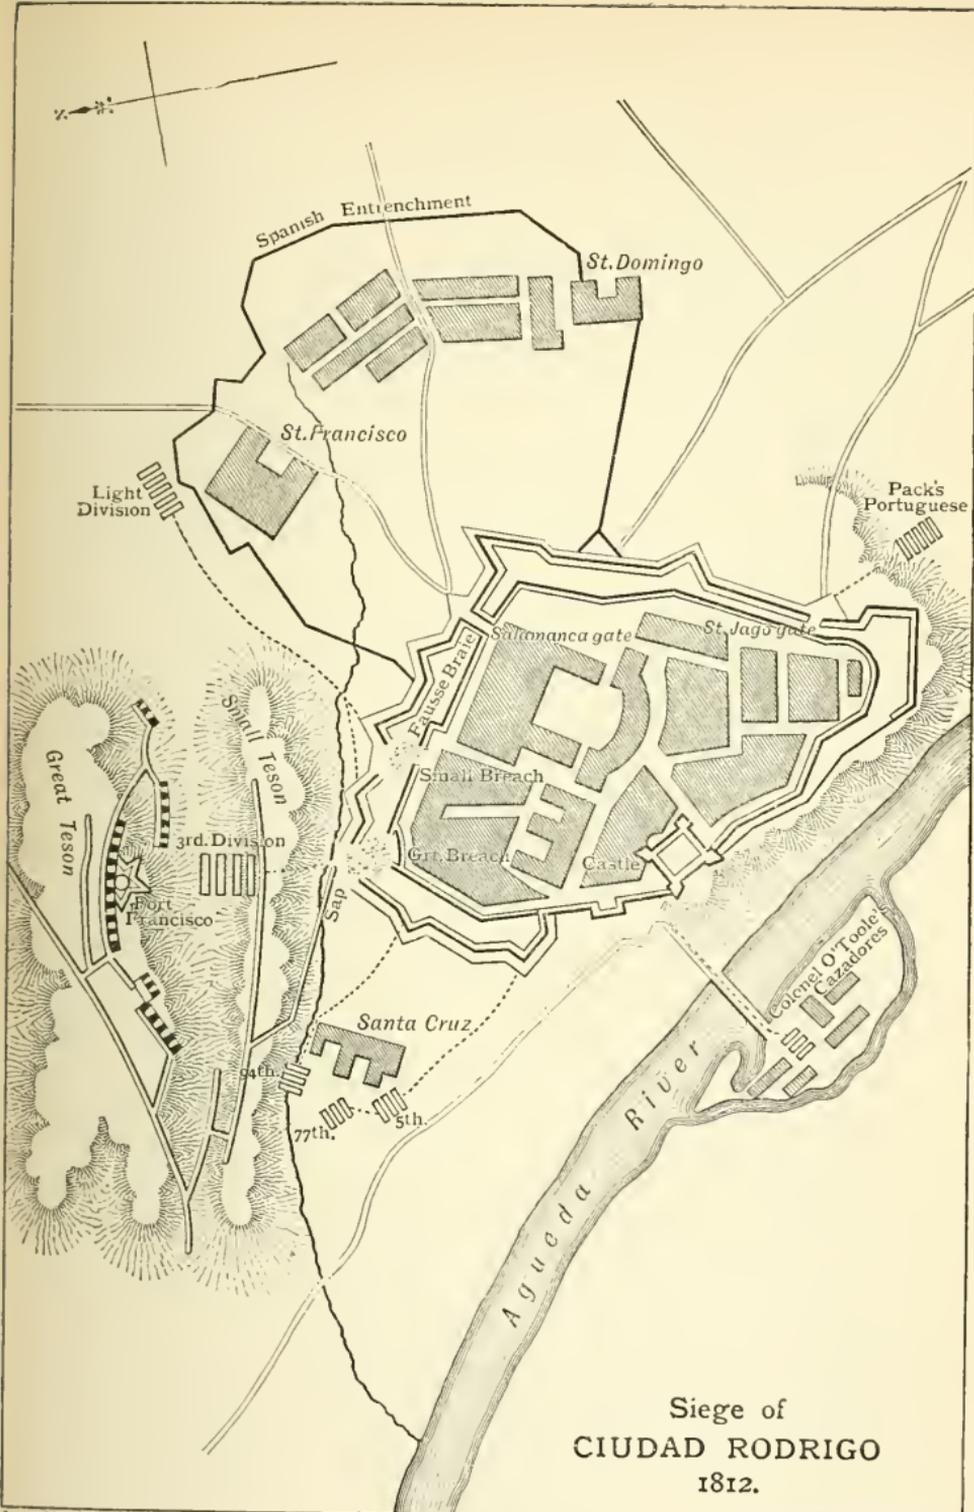 Spanish Entrenchment
St. Domingo
St. Francisco
Light
Division
Pack's
Portuguese
Salamanca gate
St. Jago gate
Fausse Braie
Small Teson
Great Teson
Small Breach
3rd. Division
Grt. Breach
Castle
Fort
Francisco
Sap
Colonel O'Toole's
Cazadores
Santa Cruz
94th.
77th.
5th.
Agueda River
Siege of
CIUDAD RODRIGO
1812.